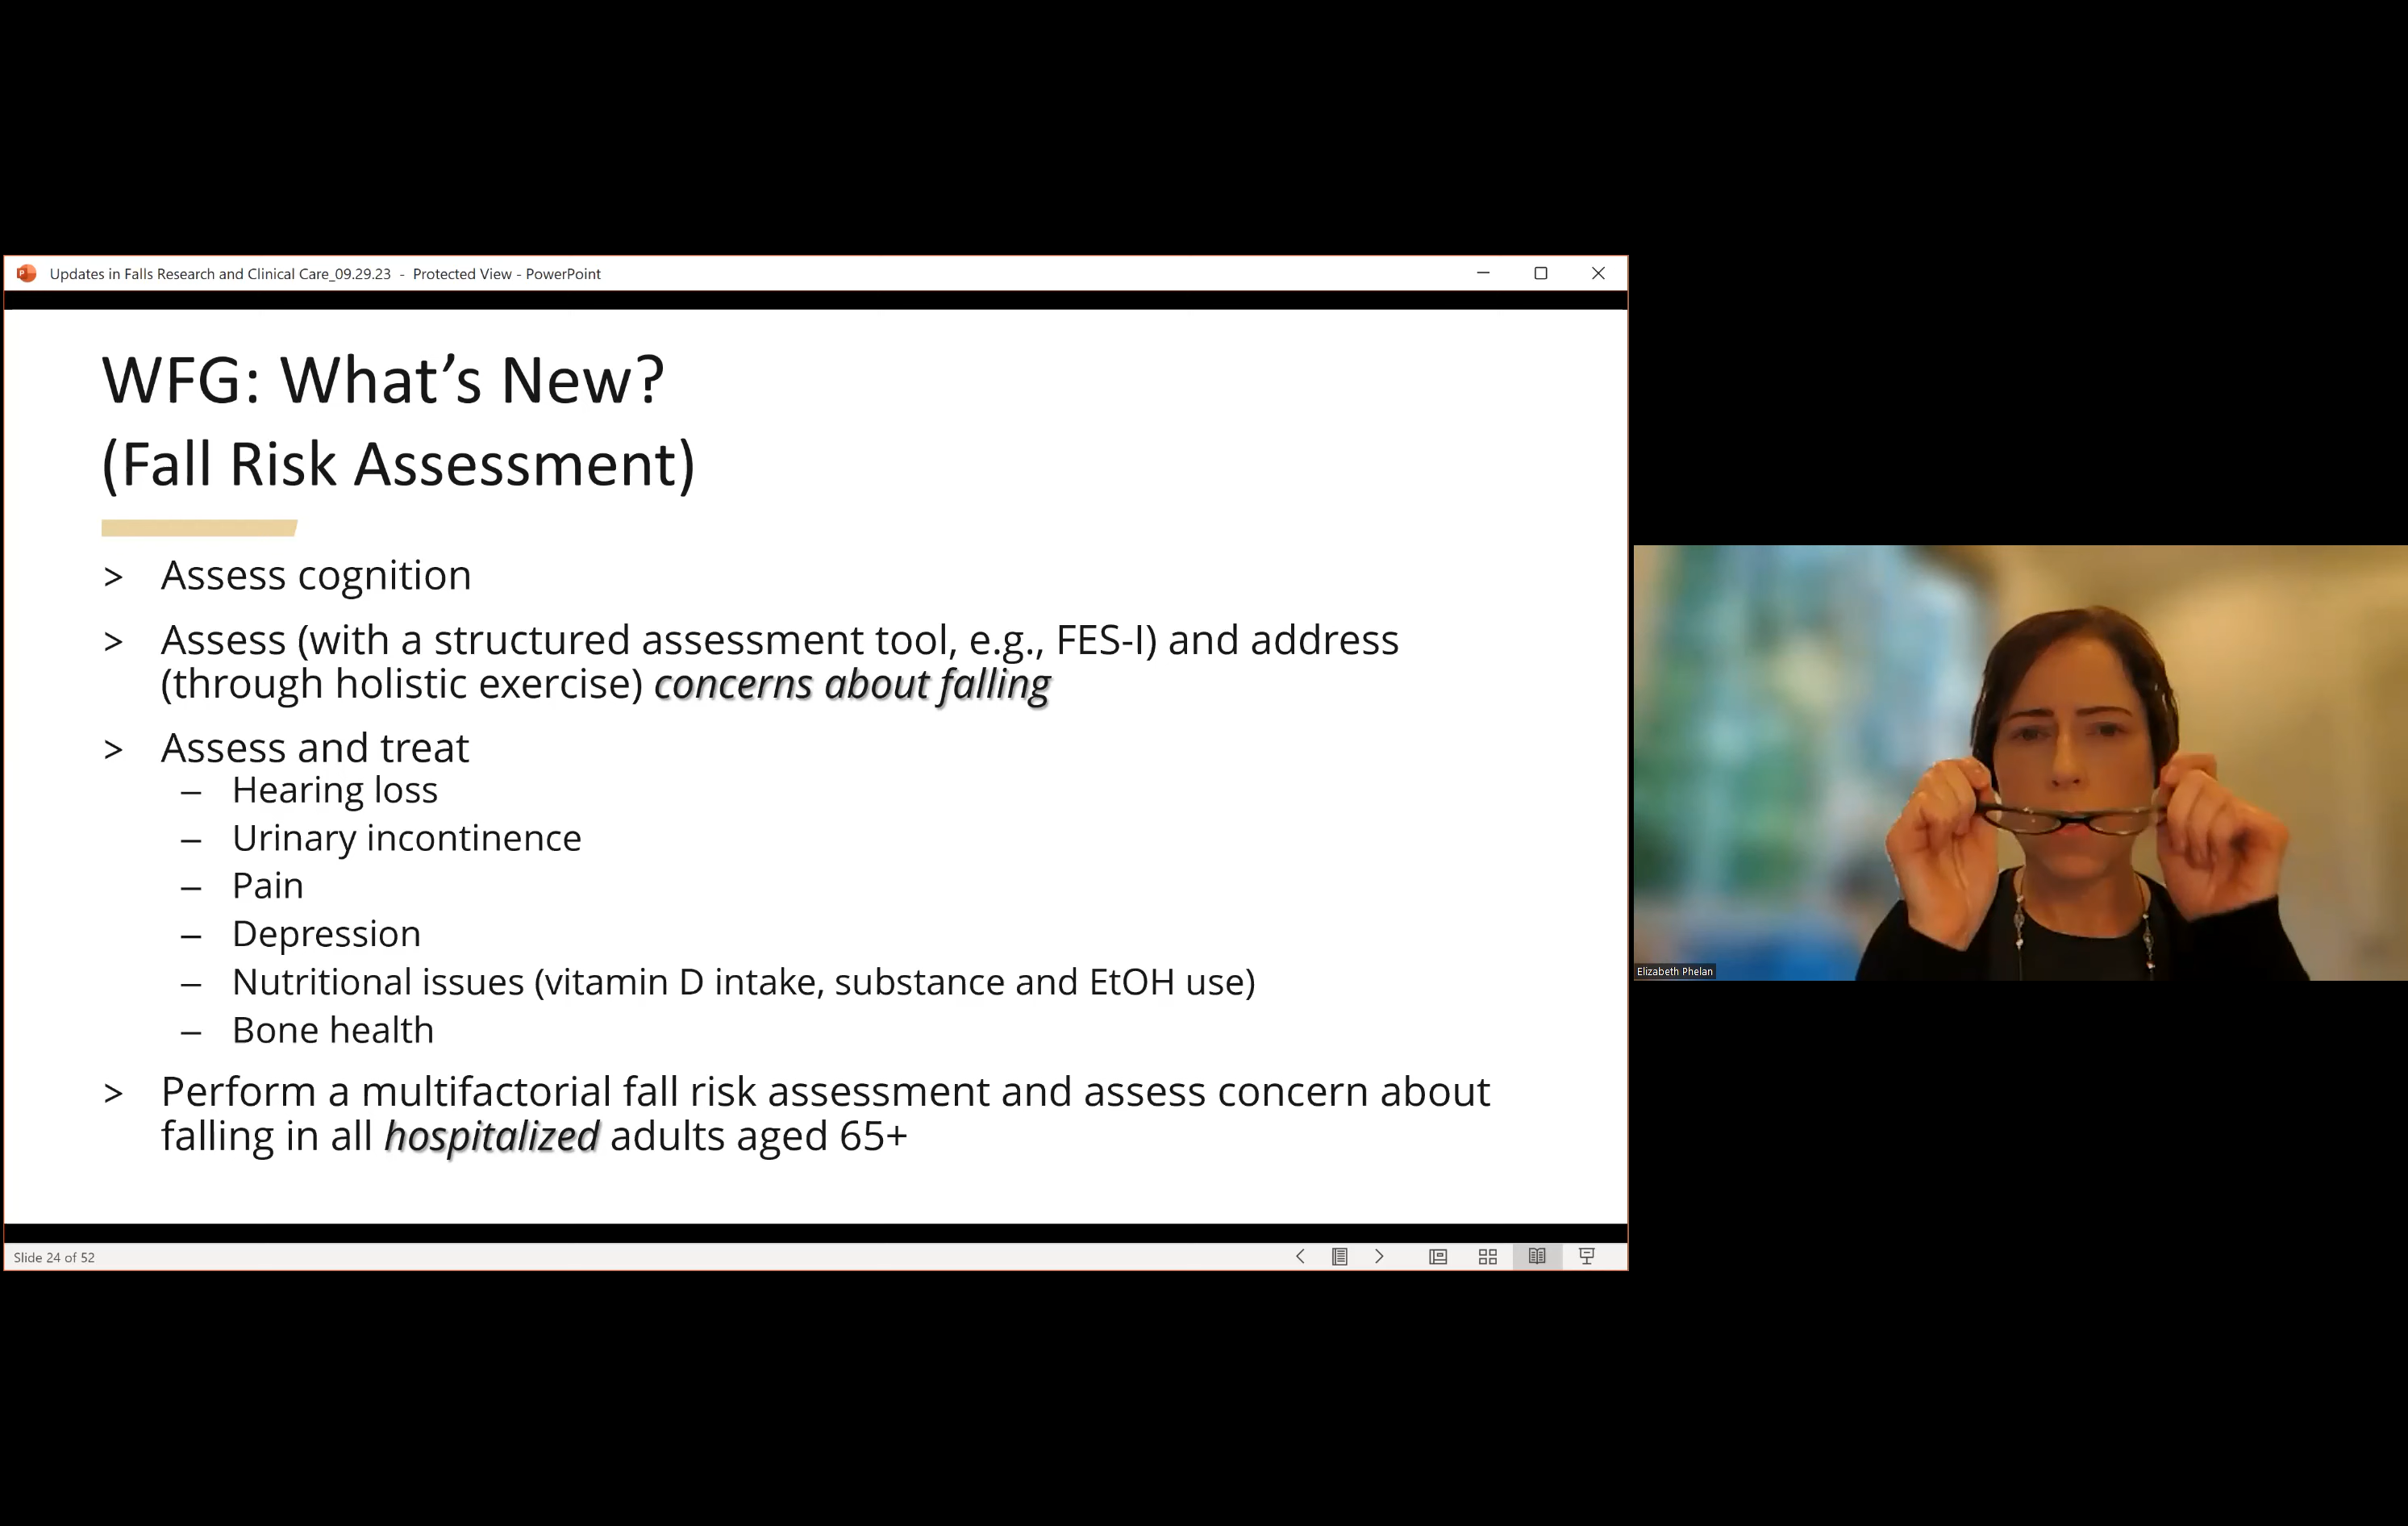 Updates in Falls Research and Clinical Care_09.29.23 - Protected View - PowerPoint
WFG: What’s New?
(Fall Risk Assessment)
> Assess cognition
> Assess (with a structured assessment tool, e.g., FES-I) and address
(through holistic exercise) concerns about falling
> Assess and treat
– Hearing loss
– Urinary incontinence
– Pain
– Depression
– Nutritional issues (vitamin D intake, substance and EtOH use)
– Bone health
> Perform a multifactorial fall risk assessment and assess concern about
falling in all hospitalized adults aged 65+
Elizabeth Phelan
Slide 24 of 52